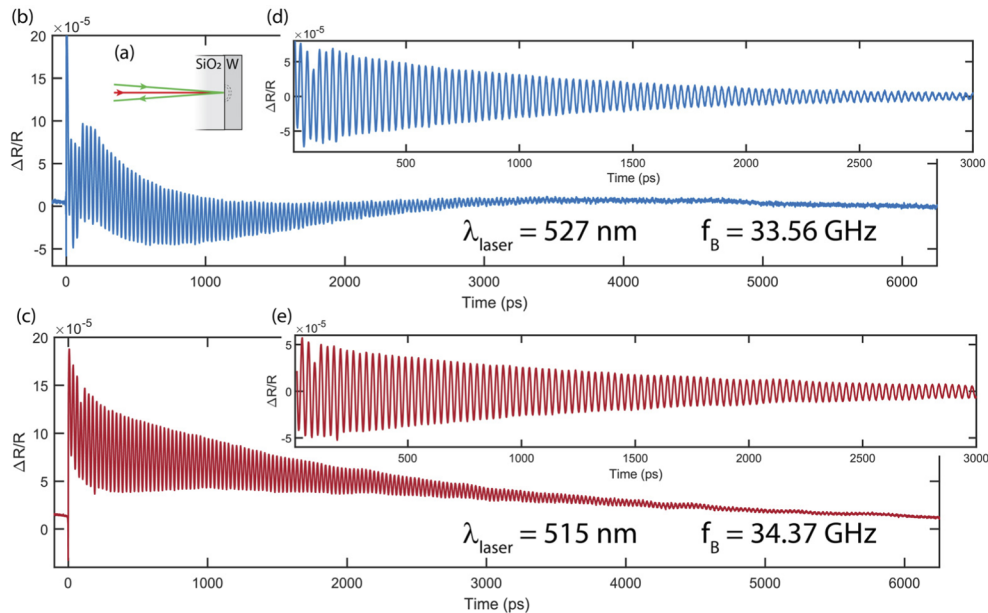 (b)
×10⁻⁵
20
15
10
5
0
-5
ΔR/R
(a)
SiO₂ W
(d)
×10⁻⁵
5
0
-5
ΔR/R
500 1000 1500 2000 2500 3000
Time (ps)
λlaser = 527 nm fB = 33.56 GHz
0 1000 2000 3000 4000 5000 6000
Time (ps)
(c)
×10⁻⁵
20
15
10
5
0
ΔR/R
(e)
×10⁻⁵
5
0
-5
ΔR/R
500 1000 1500 2000 2500 3000
Time (ps)
λlaser = 515 nm fB = 34.37 GHz
0 1000 2000 3000 4000 5000 6000
Time (ps)